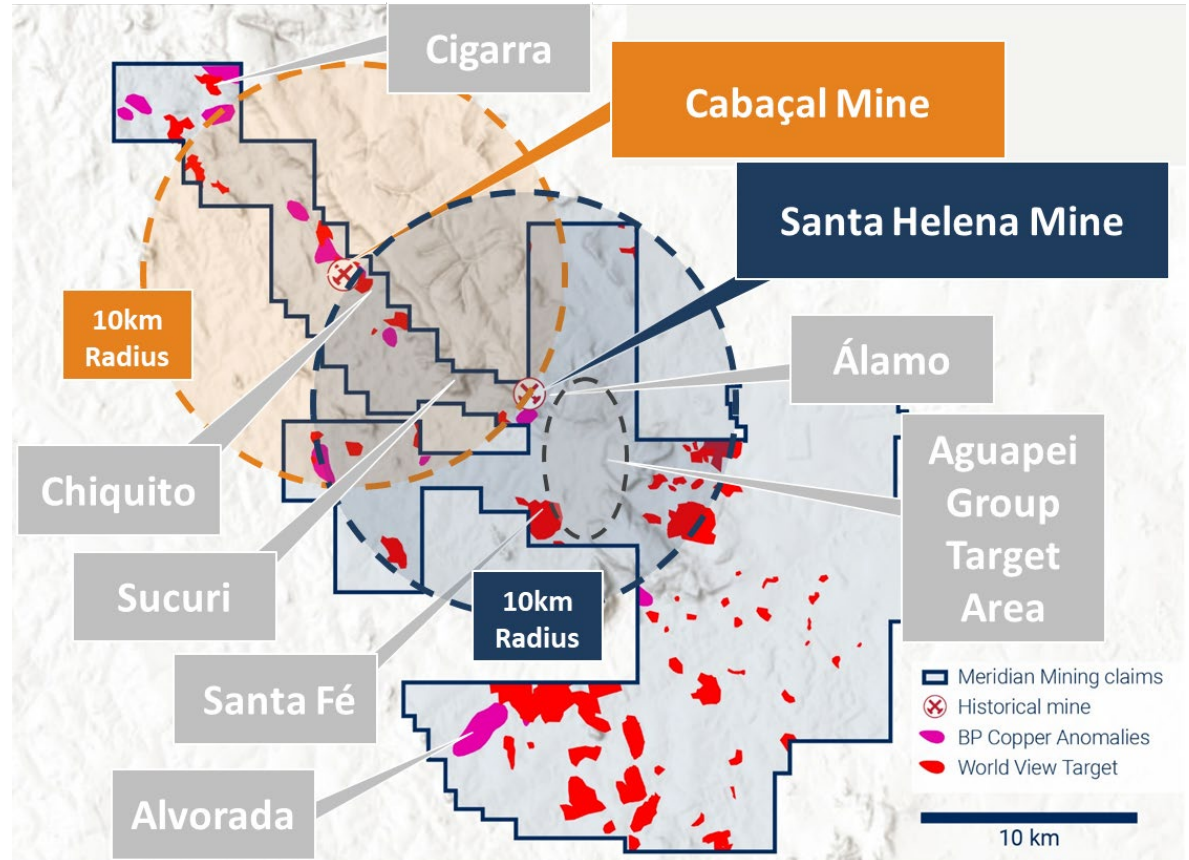 Cigarra
Cabaçal Mine
Santa Helena Mine
10km
Radius
Álamo
Aguapei
Group
Target
Area
Chiquito
Sucuri
10km
Radius
Santa Fé
Alvorada
Meridian Mining claims
Historical mine
BP Copper Anomalies
World View Target
10 km